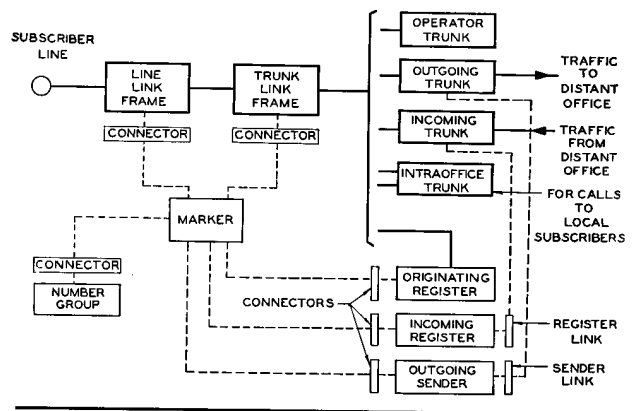 SUBSCRIBER
LINE
LINE
LINK
FRAME
TRUNK
LINK
FRAME
OPERATOR
TRUNK
OUTGOING
TRUNK
TRAFFIC
TO
DISTANT
OFFICE
INCOMING
TRUNK
TRAFFIC
FROM
DISTANT
OFFICE
INTRAOFFICE
TRUNK
FOR CALLS
TO
LOCAL
SUBSCRIBERS
CONNECTOR
CONNECTOR
MARKER
CONNECTOR
NUMBER
GROUP
CONNECTORS
ORIGINATING
REGISTER
INCOMING
REGISTER
REGISTER
LINK
OUTGOING
SENDER
SENDER
LINK